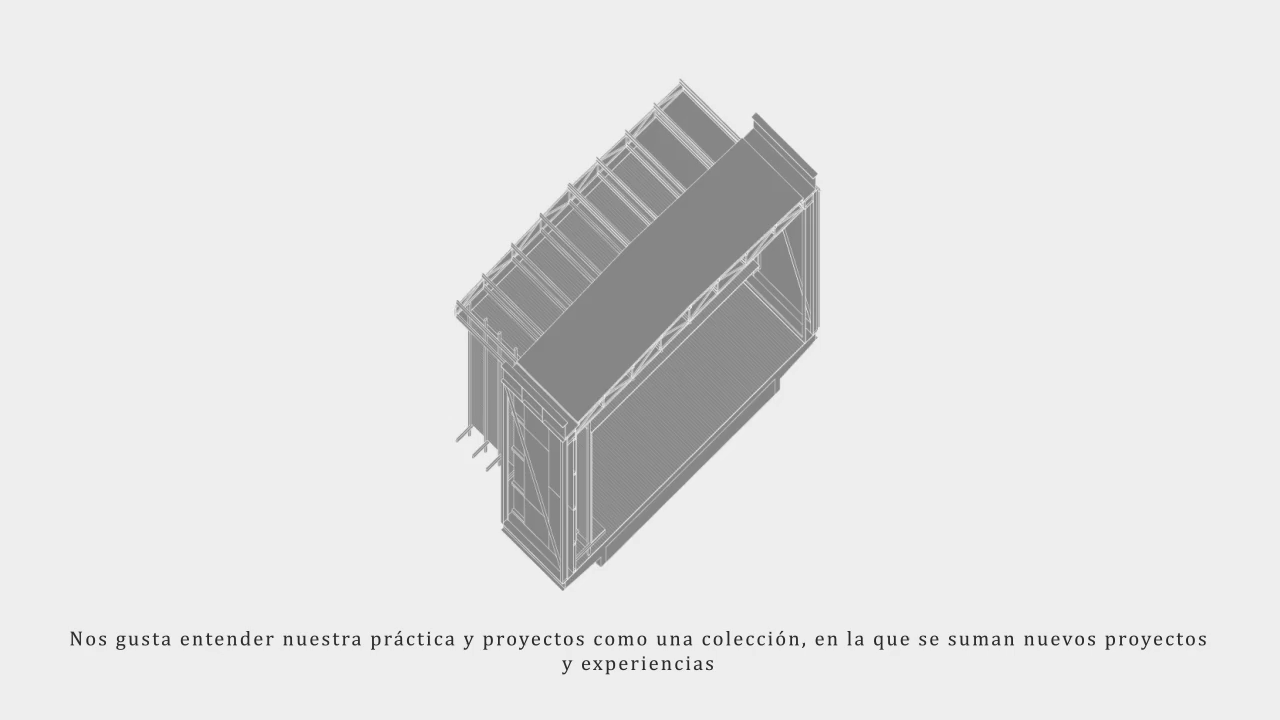 Nos gusta entender nuestra práctica y proyectos como una colección, en la que se suman nuevos proyectos
y experiencias